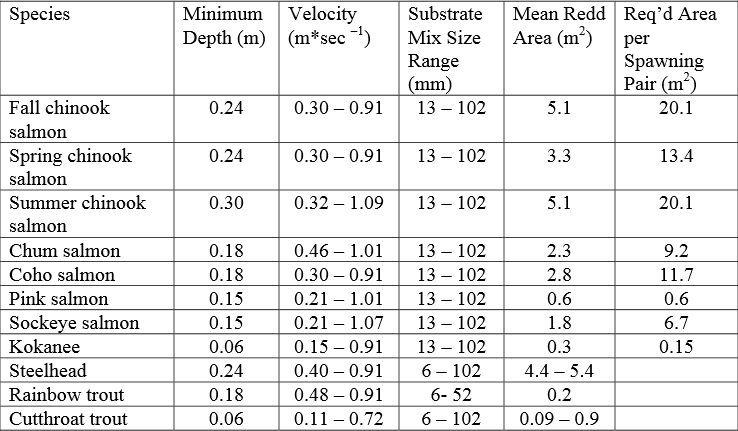 Species Minimum Depth (m) Velocity (m*sec ⁻¹) Substrate Mix Size Range (mm) Mean Redd Area (m²) Req'd Area per Spawning Pair (m²)
Fall chinook salmon 0.24 0.30 – 0.91 13 – 102 5.1 20.1
Spring chinook salmon 0.24 0.30 – 0.91 13 – 102 3.3 13.4
Summer chinook salmon 0.30 0.32 – 1.09 13 – 102 5.1 20.1
Chum salmon 0.18 0.46 – 1.01 13 – 102 2.3 9.2
Coho salmon 0.18 0.30 – 0.91 13 – 102 2.8 11.7
Pink salmon 0.15 0.21 – 1.01 13 – 102 0.6 0.6
Sockeye salmon 0.15 0.21 – 1.07 13 – 102 1.8 6.7
Kokanee 0.06 0.15 – 0.91 13 – 102 0.3 0.15
Steelhead 0.24 0.40 – 0.91 6 – 102 4.4 – 5.4
Rainbow trout 0.18 0.48 – 0.91 6- 52 0.2
Cutthroat trout 0.06 0.11 – 0.72 6 – 102 0.09 – 0.9